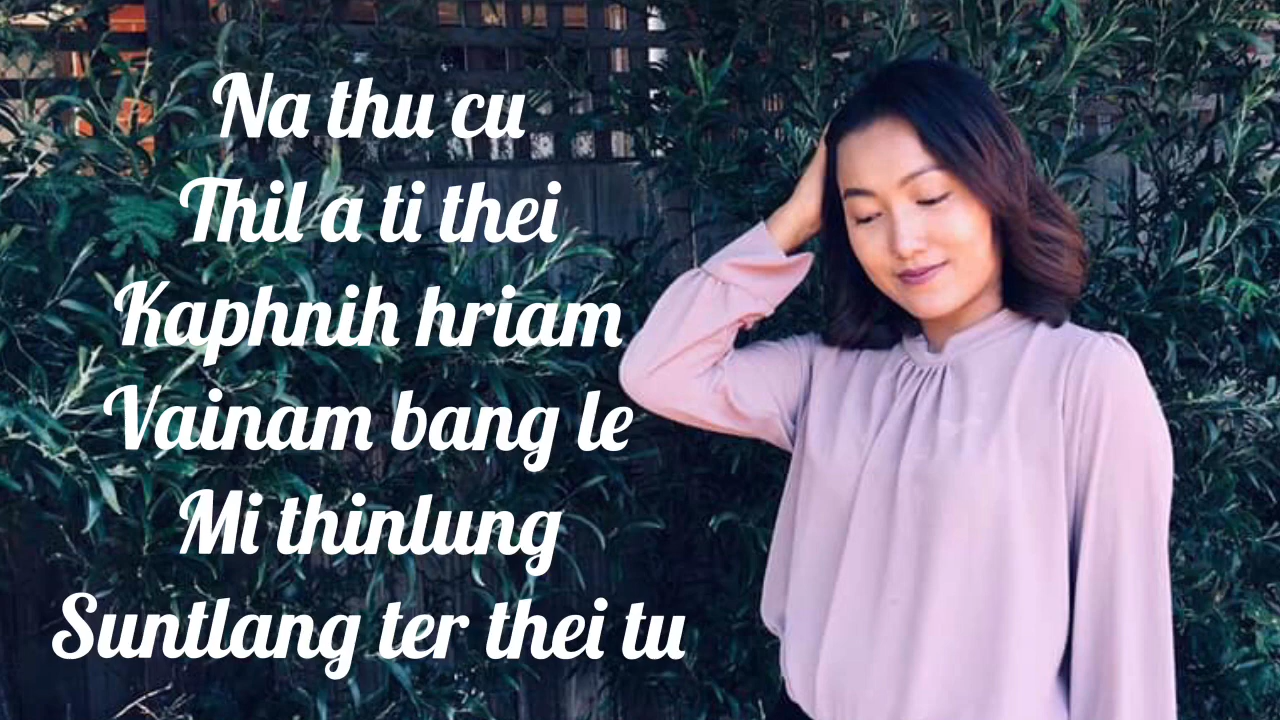 Na thu cu
Thil a ti thei
Kaphnih hriam
Vainam bang le
Mi thinlung
Suntlang ter thei tu